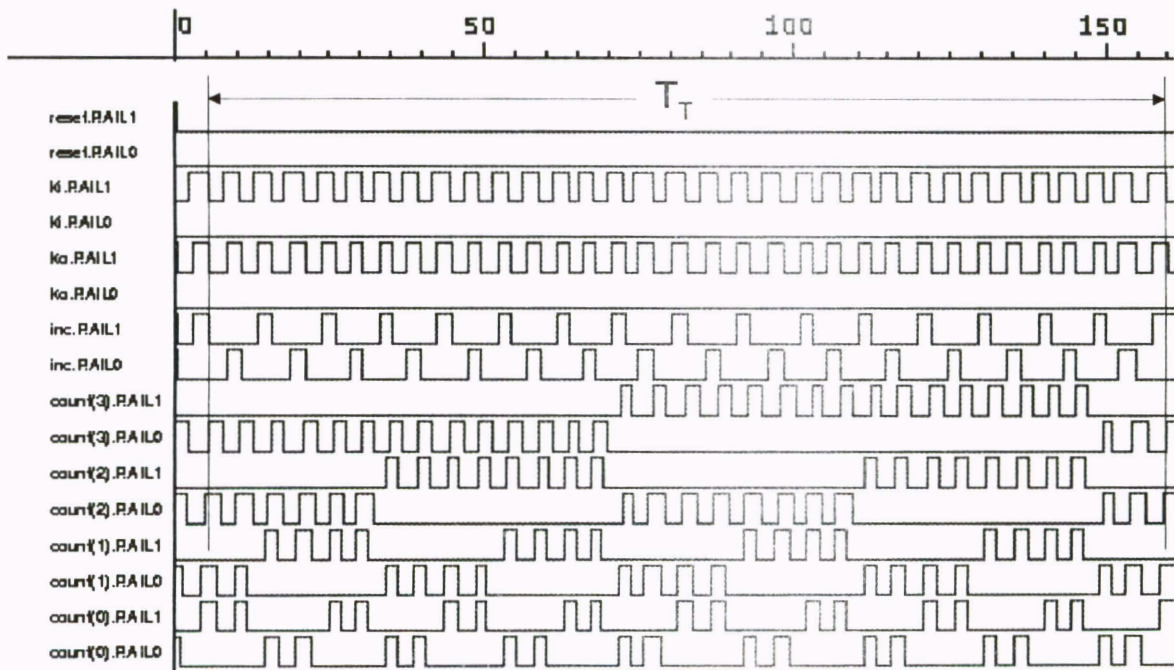 0 50 100 150
T_T
reset.RAIL1
reset.RAIL0
ki.RAIL1
ki.RAIL0
ko.RAIL1
ko.RAIL0
inc.RAIL1
inc.RAIL0
count(3).RAIL1
count(3).RAIL0
count(2).RAIL1
count(2).RAIL0
count(1).RAIL1
count(1).RAIL0
count(0).RAIL1
count(0).RAIL0